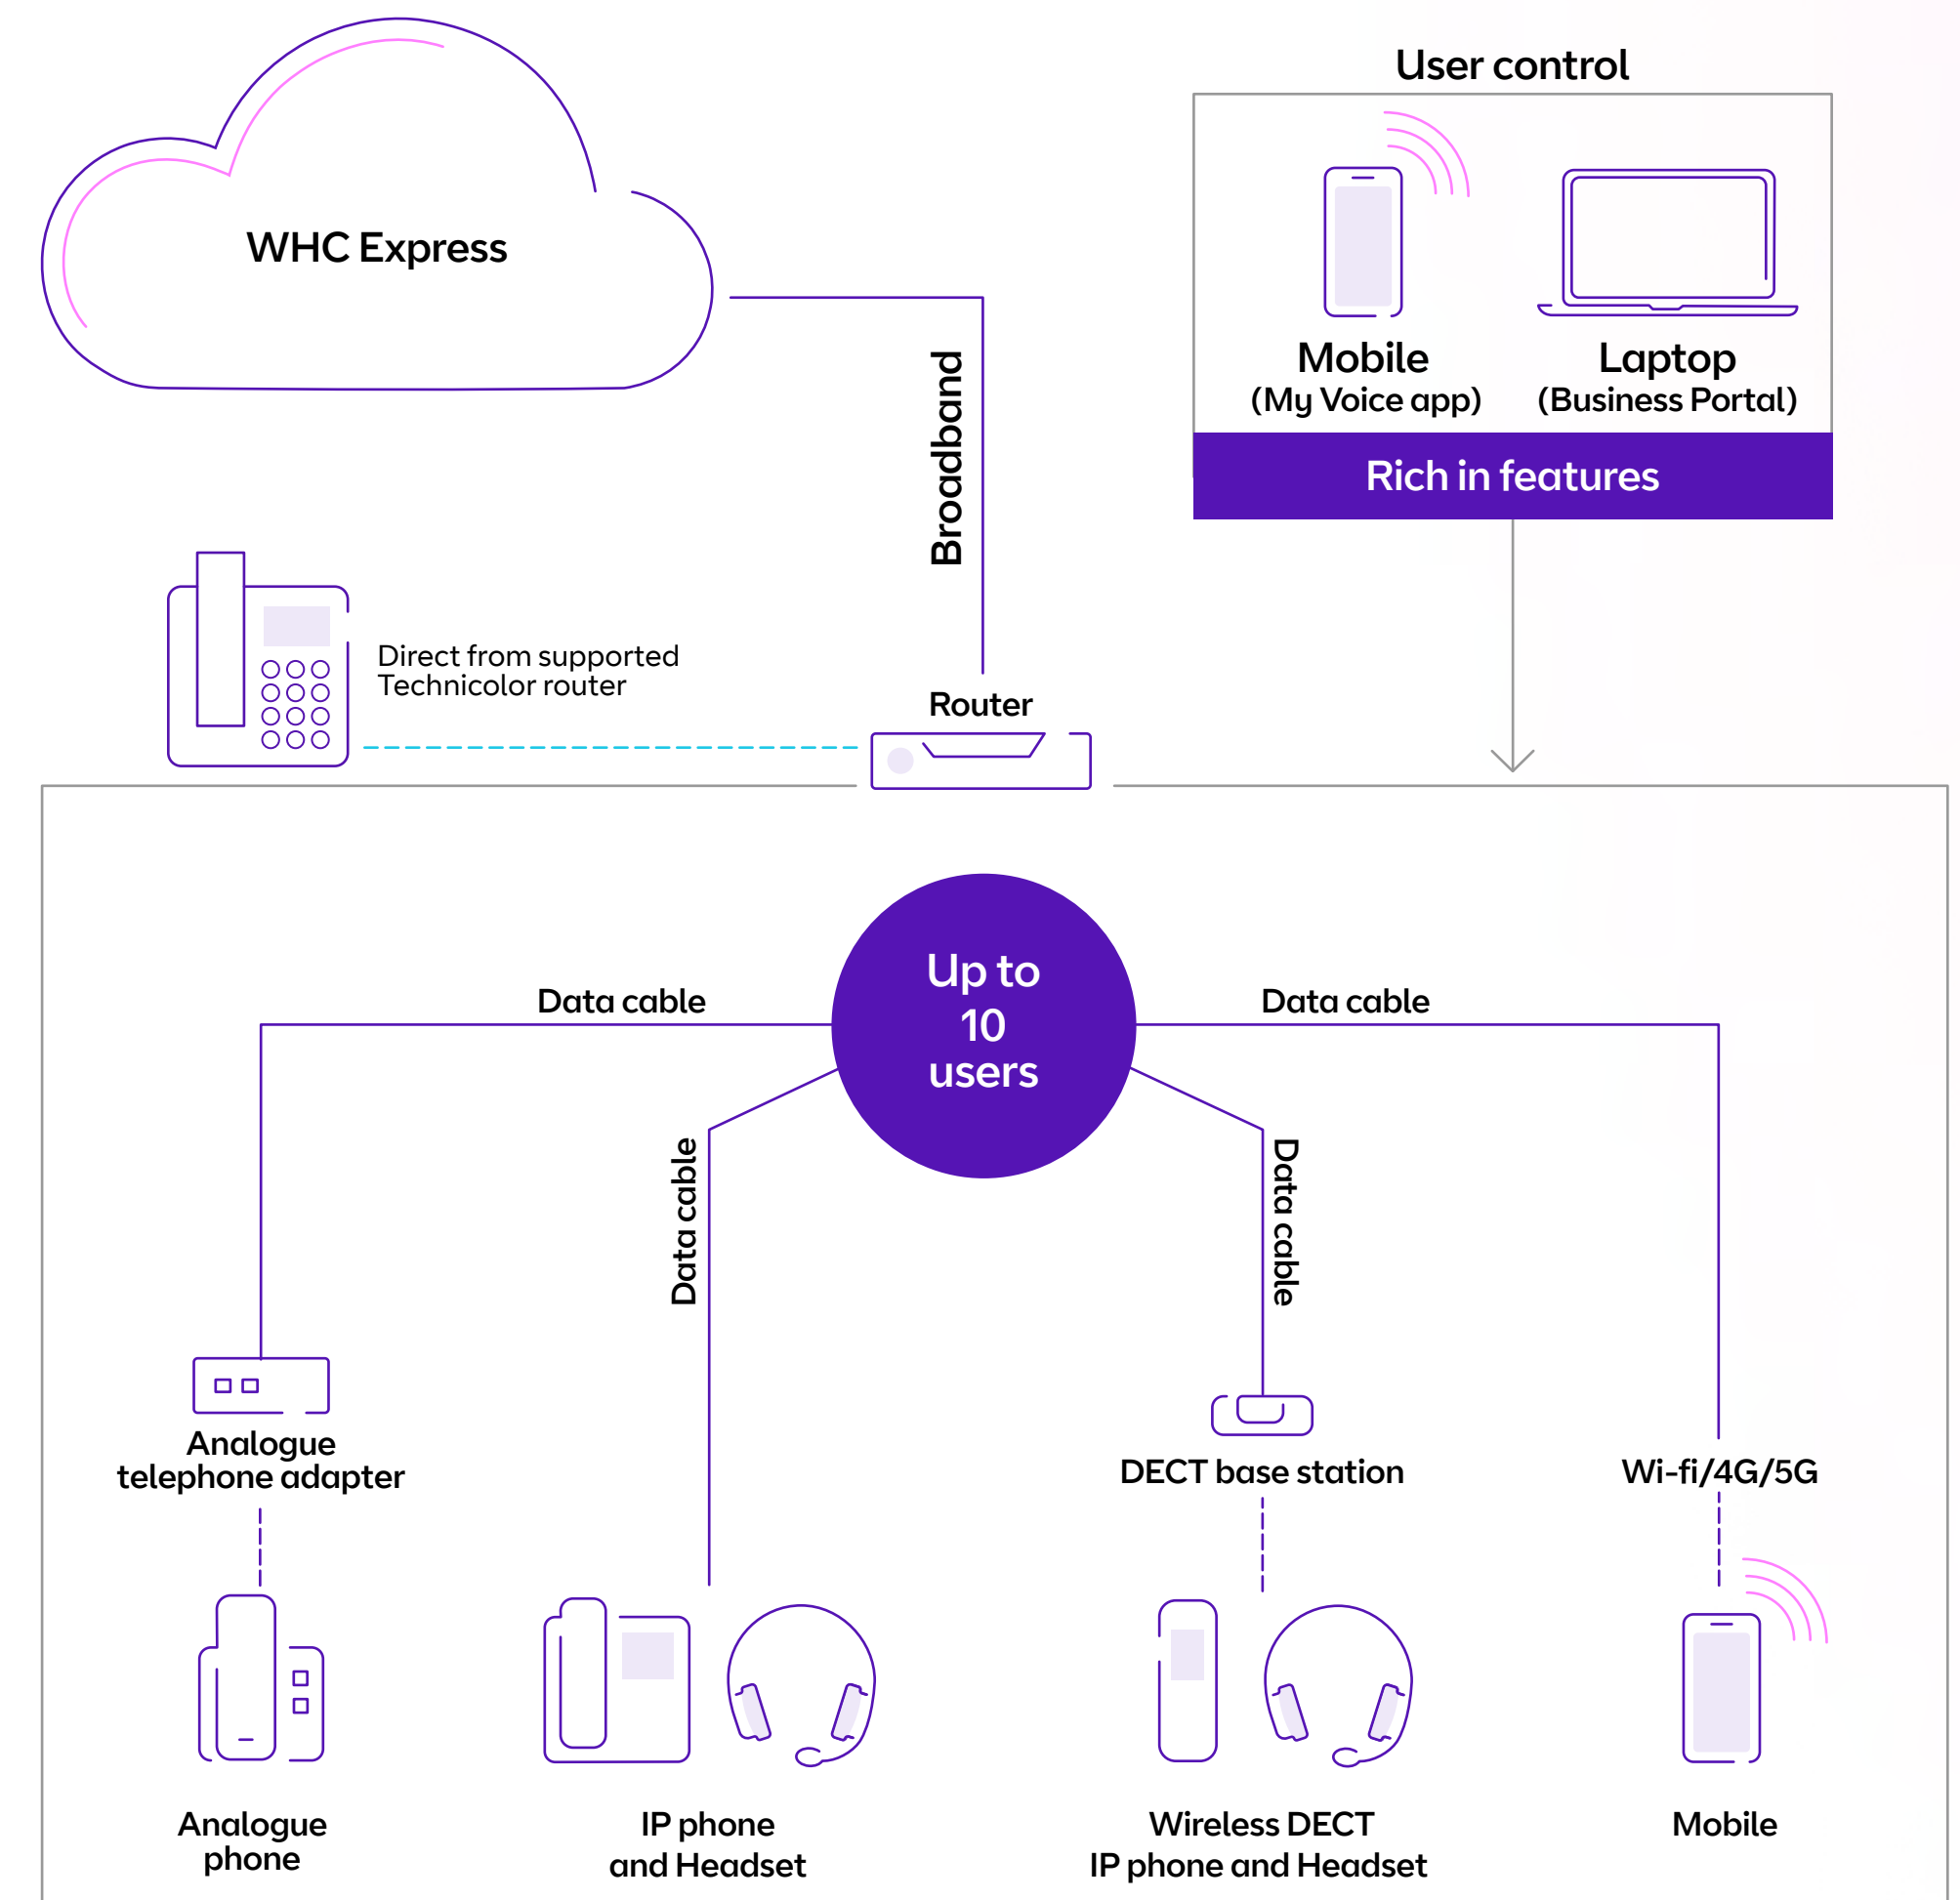 User control
WHC Express
Mobile
(My Voice app)
Laptop
(Business Portal)
Rich in features
Broadband
Direct from supported
Technicolor router
Router
Up to
10
users
Data cable
Data cable
Data cable
Data cable
Analogue
telephone adapter
DECT base station
Wi-fi/4G/5G
Analogue
phone
IP phone
and Headset
Wireless DECT
IP phone and Headset
Mobile